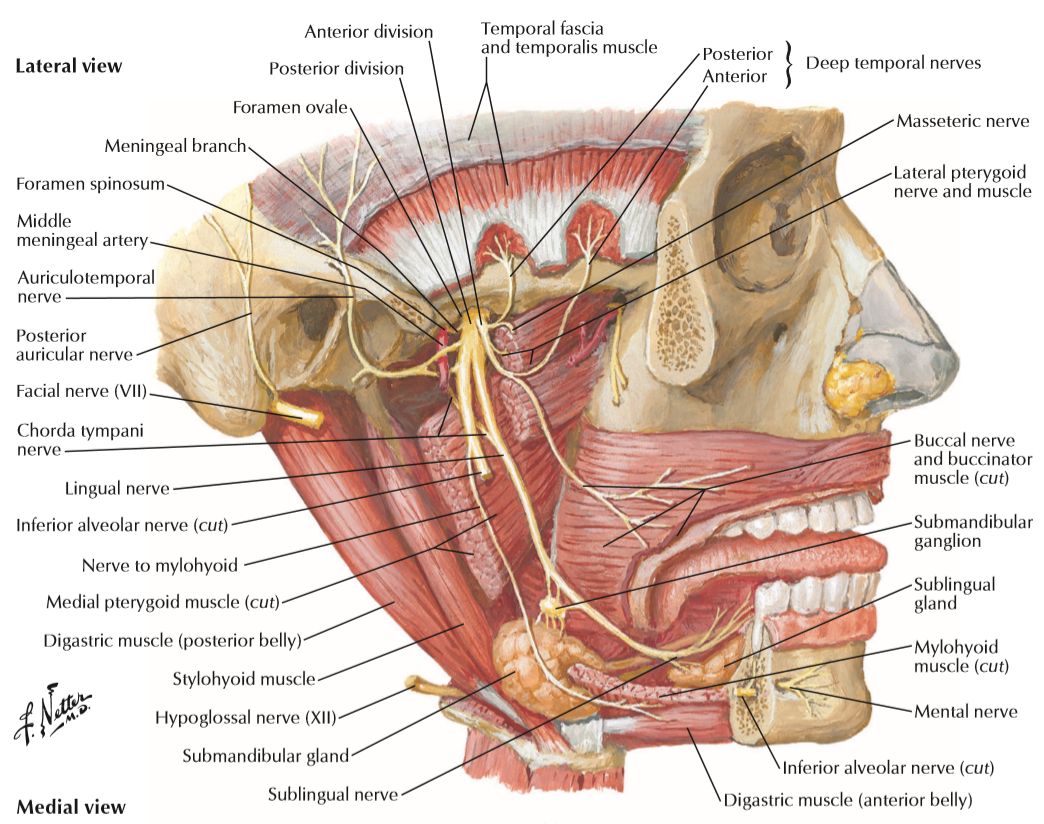 Lateral view
Anterior division
Posterior division
Foramen ovale
Meningeal branch
Foramen spinosum
Middle
meningeal artery
Auriculotemporal
nerve
Posterior
auricular nerve
Facial nerve (VII)
Chorda tympani
nerve
Lingual nerve
Inferior alveolar nerve (cut)
Nerve to mylohyoid
Medial pterygoid muscle (cut)
Digastric muscle (posterior belly)
Stylohyoid muscle
Hypoglossal nerve (XII)
Submandibular gland
Sublingual nerve
Temporal fascia
and temporalis muscle
Posterior
Anterior
Deep temporal nerves
Masseteric nerve
Lateral pterygoid
nerve and muscle
Buccal nerve
and buccinator
muscle (cut)
Submandibular
ganglion
Sublingual
gland
Mylohyoid
muscle (cut)
Mental nerve
Inferior alveolar nerve (cut)
Digastric muscle (anterior belly)
f. Netter
M.D.
Medial view